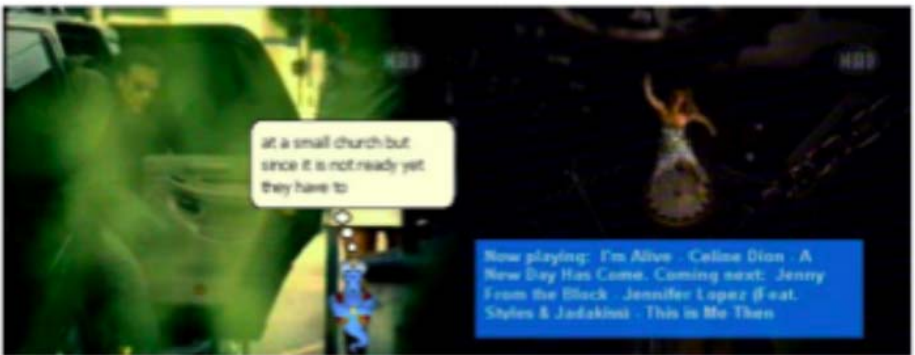 at a small church but
since it is not ready yet
they have to
Now playing: I'm Alive - Celine Dion - A
New Day Has Come. Coming next: Jenny
From the Block - Jennifer Lopez (Feat.
Styles & Jadakiss) - This is Me Then